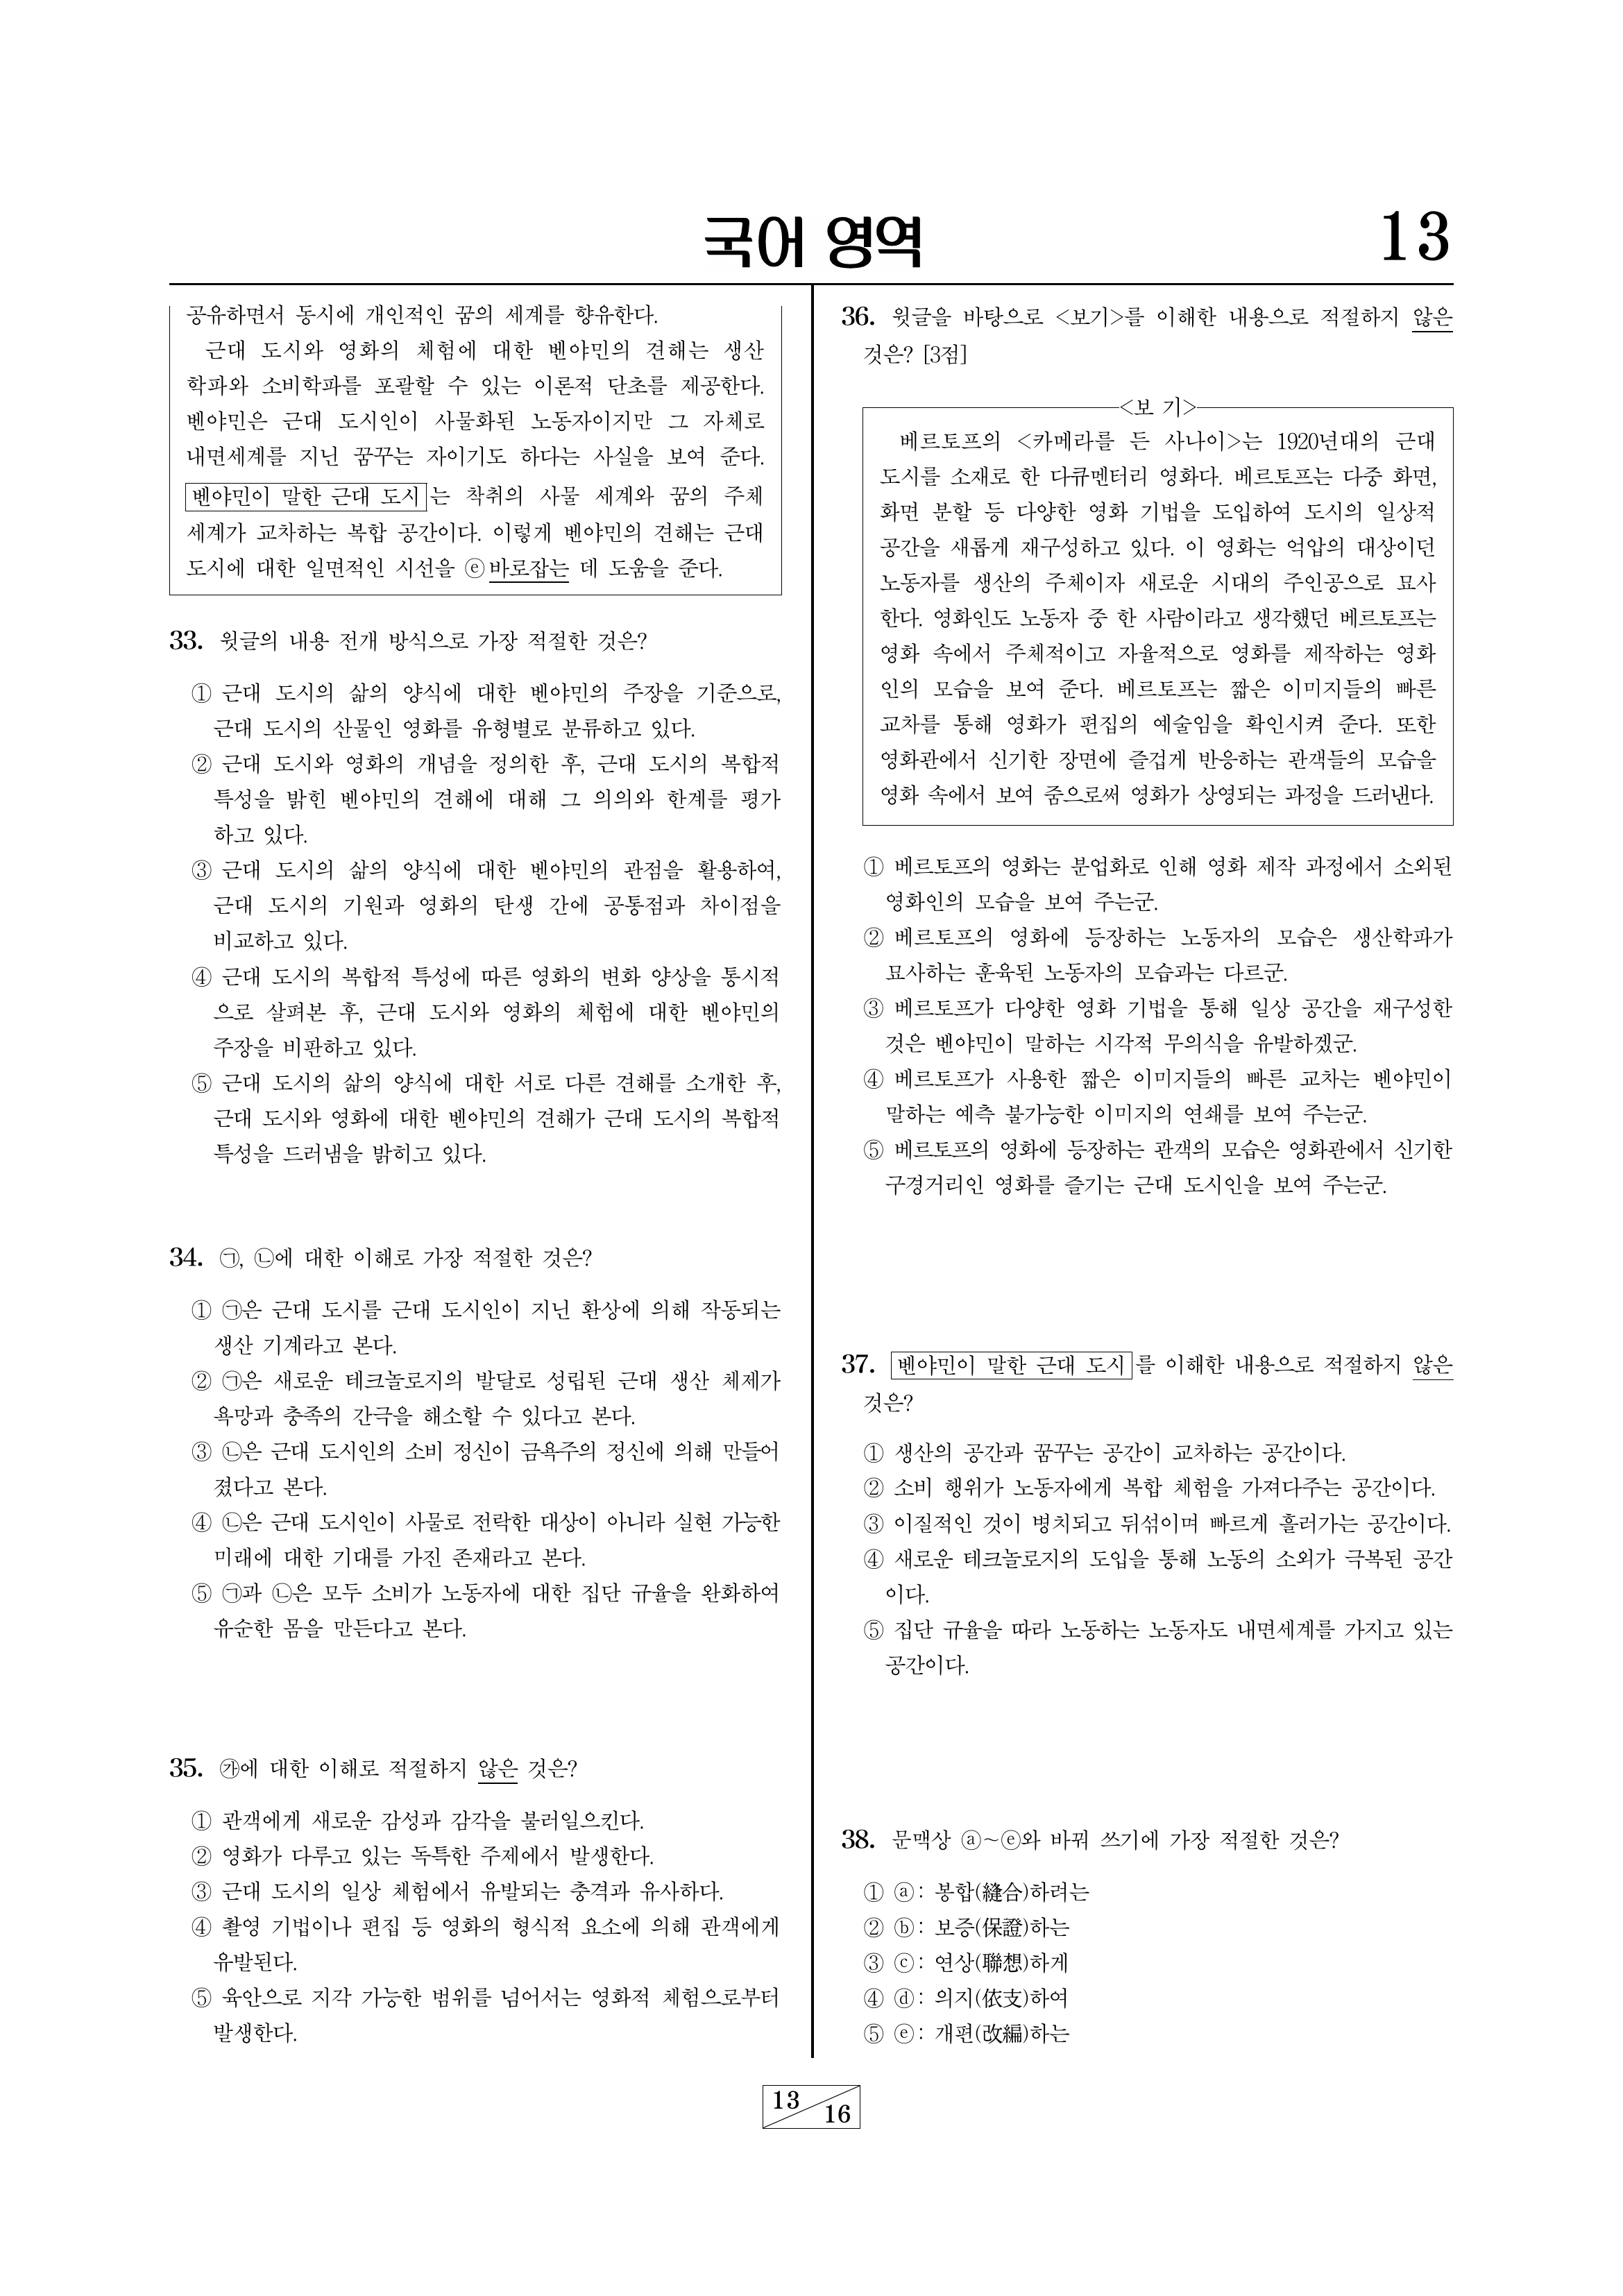 국어 영역
13
공유하면서 동시에 개인적인 꿈의 세계를 향유한다.
근대 도시와 영화의 체험에 대한 벤야민의 견해는 생산
학파와 소비학파를 포괄할 수 있는 이론적 단초를 제공한다.
벤야민은 근대 도시인이 사물화된 노동자이지만 그 자체로
내면세계를 지닌 꿈꾸는 자이기도 하다는 사실을 보여 준다.
벤야민이 말한 근대 도시는 착취의 사물 세계와 꿈의 주체
세계가 교차하는 복합 공간이다. 이렇게 벤야민의 견해는 근대
도시에 대한 일면적인 시선을 ⓔ바로잡는 데 도움을 준다.
33. 윗글의 내용 전개 방식으로 가장 적절한 것은?
① 근대 도시의 삶의 양식에 대한 벤야민의 주장을 기준으로,
근대 도시의 산물인 영화를 유형별로 분류하고 있다.
② 근대 도시와 영화의 개념을 정의한 후, 근대 도시의 복합적
특성을 밝힌 벤야민의 견해에 대해 그 의의와 한계를 평가
하고 있다.
③ 근대 도시의 삶의 양식에 대한 벤야민의 관점을 활용하여,
근대 도시의 기원과 영화의 탄생 간에 공통점과 차이점을
비교하고 있다.
④ 근대 도시의 복합적 특성에 따른 영화의 변화 양상을 통시적
으로 살펴본 후, 근대 도시와 영화의 체험에 대한 벤야민의
주장을 비판하고 있다.
⑤ 근대 도시의 삶의 양식에 대한 서로 다른 견해를 소개한 후,
근대 도시와 영화에 대한 벤야민의 견해가 근대 도시의 복합적
특성을 드러냄을 밝히고 있다.
34. ㉠, ㉡에 대한 이해로 가장 적절한 것은?
① ㉠은 근대 도시를 근대 도시인이 지닌 환상에 의해 작동되는
생산 기계라고 본다.
② ㉠은 새로운 테크놀로지의 발달로 성립된 근대 생산 체제가
욕망과 충족의 간극을 해소할 수 있다고 본다.
③ ㉡은 근대 도시인의 소비 정신이 금욕주의 정신에 의해 만들어
졌다고 본다.
④ ㉡은 근대 도시인이 사물로 전락한 대상이 아니라 실현 가능한
미래에 대한 기대를 가진 존재라고 본다.
⑤ ㉠과 ㉡은 모두 소비가 노동자에 대한 집단 규율을 완화하여
유순한 몸을 만든다고 본다.
35. ㉮에 대한 이해로 적절하지 않은 것은?
① 관객에게 새로운 감성과 감각을 불러일으킨다.
② 영화가 다루고 있는 독특한 주제에서 발생한다.
③ 근대 도시의 일상 체험에서 유발되는 충격과 유사하다.
④ 촬영 기법이나 편집 등 영화의 형식적 요소에 의해 관객에게
유발된다.
⑤ 육안으로 지각 가능한 범위를 넘어서는 영화적 체험으로부터
발생한다.
36. 윗글을 바탕으로 <보기>를 이해한 내용으로 적절하지 않은
것은? [3점]
<보 기>
베르토프의 <카메라를 든 사나이>는 1920년대의 근대
도시를 소재로 한 다큐멘터리 영화다. 베르토프는 다중 화면,
화면 분할 등 다양한 영화 기법을 도입하여 도시의 일상적
공간을 새롭게 재구성하고 있다. 이 영화는 억압의 대상이던
노동자를 생산의 주체이자 새로운 시대의 주인공으로 묘사
한다. 영화인도 노동자 중 한 사람이라고 생각했던 베르토프는
영화 속에서 주체적이고 자율적으로 영화를 제작하는 영화
인의 모습을 보여 준다. 베르토프는 짧은 이미지들의 빠른
교차를 통해 영화가 편집의 예술임을 확인시켜 준다. 또한
영화관에서 신기한 장면에 즐겁게 반응하는 관객들의 모습을
영화 속에서 보여 줌으로써 영화가 상영되는 과정을 드러낸다.
① 베르토프의 영화는 분업화로 인해 영화 제작 과정에서 소외된
영화인의 모습을 보여 주는군.
② 베르토프의 영화에 등장하는 노동자의 모습은 생산학파가
묘사하는 훈육된 노동자의 모습과는 다르군.
③ 베르토프가 다양한 영화 기법을 통해 일상 공간을 재구성한
것은 벤야민이 말하는 시각적 무의식을 유발하겠군.
④ 베르토프가 사용한 짧은 이미지들의 빠른 교차는 벤야민이
말하는 예측 불가능한 이미지의 연쇄를 보여 주는군.
⑤ 베르토프의 영화에 등장하는 관객의 모습은 영화관에서 신기한
구경거리인 영화를 즐기는 근대 도시인을 보여 주는군.
37. 벤야민이 말한 근대 도시를 이해한 내용으로 적절하지 않은
것은?
① 생산의 공간과 꿈꾸는 공간이 교차하는 공간이다.
② 소비 행위가 노동자에게 복합 체험을 가져다주는 공간이다.
③ 이질적인 것이 병치되고 뒤섞이며 빠르게 흘러가는 공간이다.
④ 새로운 테크놀로지의 도입을 통해 노동의 소외가 극복된 공간
이다.
⑤ 집단 규율을 따라 노동하는 노동자도 내면세계를 가지고 있는
공간이다.
38. 문맥상 ⓐ~ⓔ와 바꿔 쓰기에 가장 적절한 것은?
① ⓐ: 봉합(縫合)하려는
② ⓑ: 보증(保證)하는
③ ⓒ: 연상(聯想)하게
④ ⓓ: 의지(依支)하여
⑤ ⓔ: 개편(改編)하는
13
16